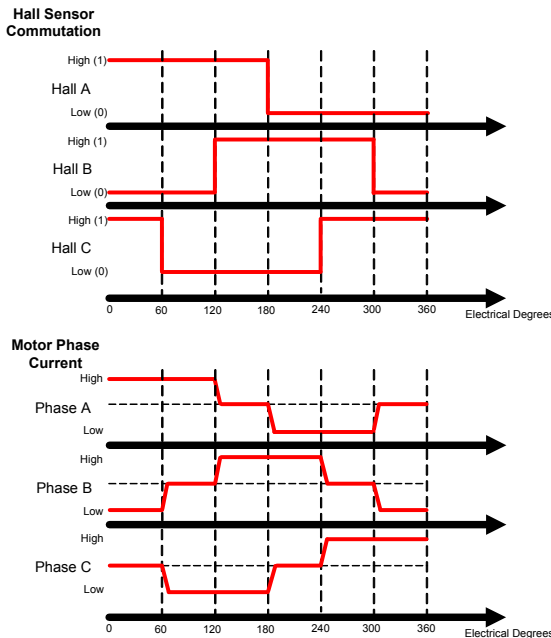 Hall Sensor
Commutation
High (1)
Hall A
Low (0)
High (1)
Hall B
Low (0)
High (1)
Hall C
Low (0)
0 60 120 180 240 300 360
Electrical Degrees
Motor Phase
Current
High
Phase A
Low
High
Phase B
Low
High
Phase C
Low
0 60 120 180 240 300 360
Electrical Degrees